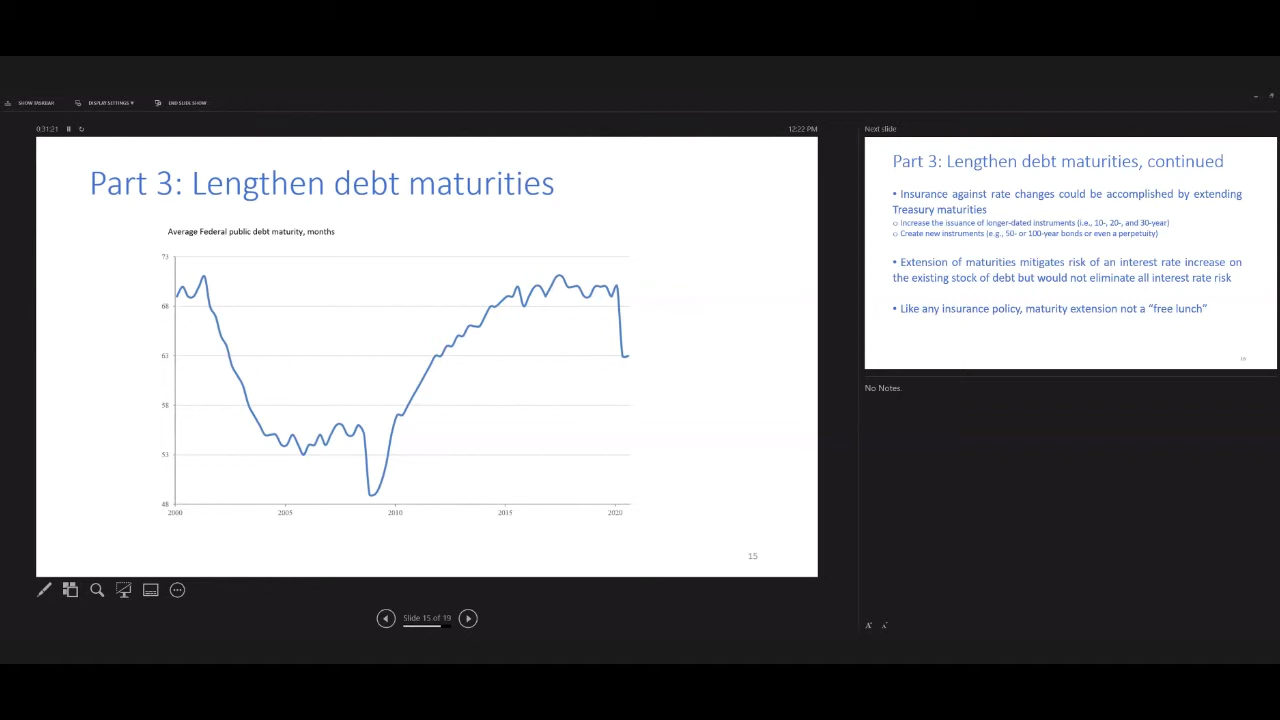 SHOW TASKBAR
DISPLAY SETTINGS ▾
END SLIDE SHOW
0:31:21
12:22 PM
Part 3: Lengthen debt maturities
Average Federal public debt maturity, months
73
68
63
58
53
48
2000
2005
2010
2015
2020
15
Slide 15 of 19
Next slide
Part 3: Lengthen debt maturities, continued
• Insurance against rate changes could be accomplished by extending
Treasury maturities
o Increase the issuance of longer-dated instruments (i.e., 10-, 20-, and 30-year)
o Create new instruments (e.g., 50- or 100-year bonds or even a perpetuity)
• Extension of maturities mitigates risk of an interest rate increase on
the existing stock of debt but would not eliminate all interest rate risk
• Like any insurance policy, maturity extension not a “free lunch”
No Notes.
A
A